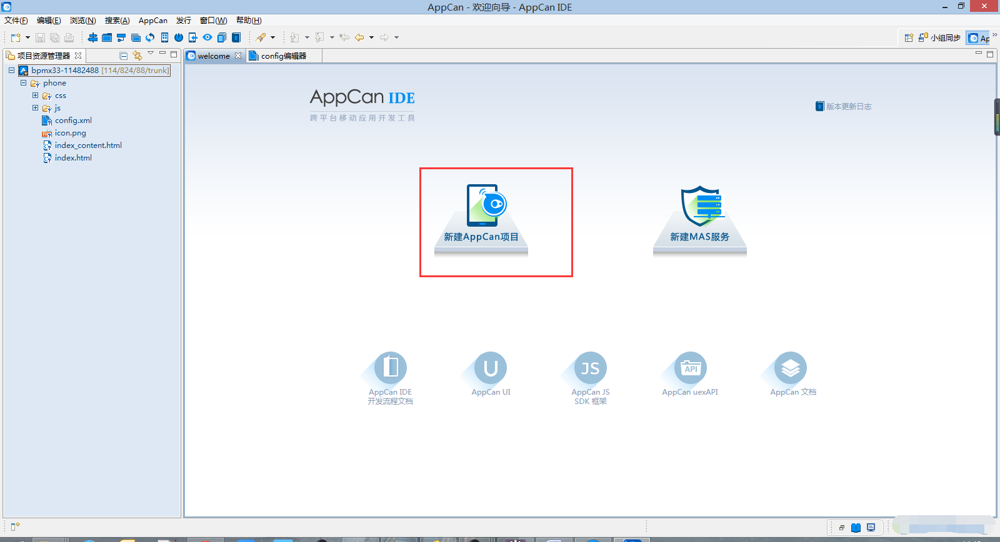 AppCan - 欢迎向导 - AppCan IDE
文件(F) 编辑(E) 浏览(N) 搜索(A) AppCan 发行 窗口(W) 帮助(H)
小组同步 Ap
项目资源管理器
welcome config编辑器
bpmx33-11482488 [114/824/88/trunk]
phone
css
js
config.xml
icon.png
index_content.html
index.html
AppCan IDE
跨平台移动应用开发工具
版本更新日志
新建AppCan项目
新建MAS服务
U
JS
API
AppCan IDE
开发流程文档
AppCan UI
AppCan JS
SDK 框架
AppCan uexAPI
AppCan 文档